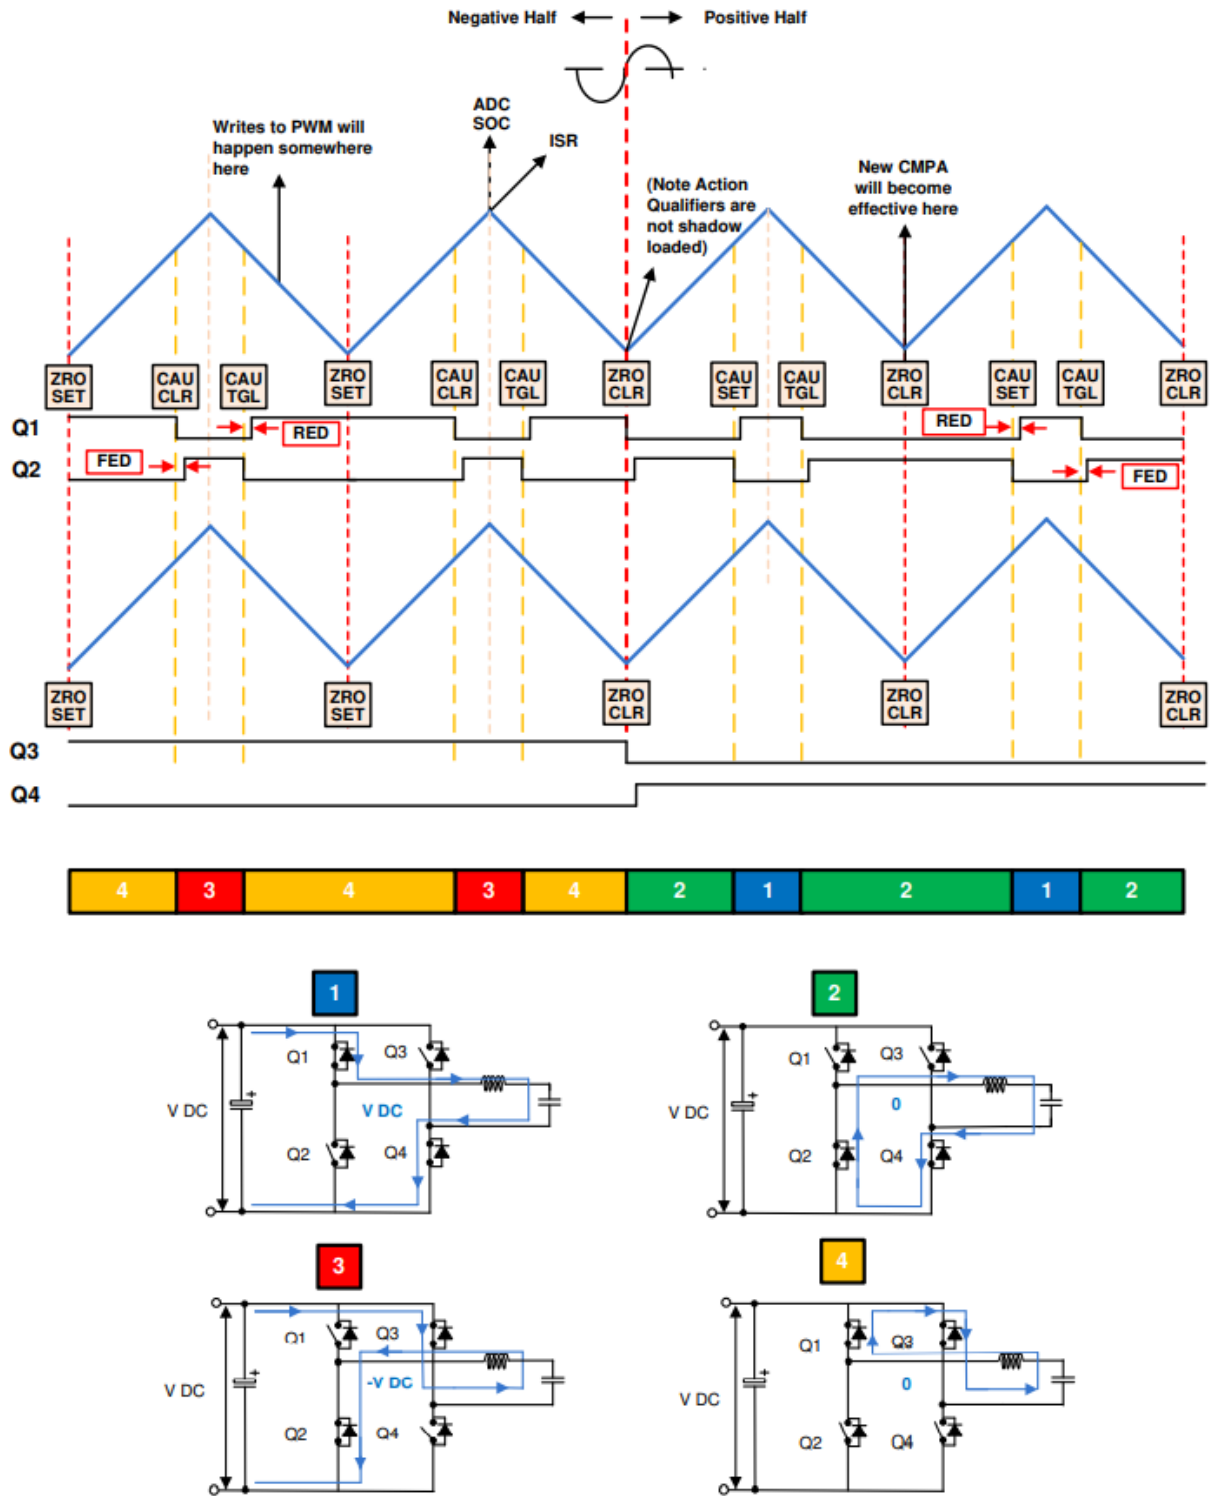 Negative Half
Positive Half
ADC
SOC
ISR
Writes to PWM will
happen somewhere
here
(Note Action
Qualifiers are
not shadow
loaded)
New CMPA
will become
effective here
ZRO
SET
CAU
CLR
CAU
TGL
ZRO
SET
CAU
CLR
CAU
TGL
ZRO
CLR
CAU
SET
CAU
TGL
ZRO
CLR
CAU
SET
CAU
TGL
ZRO
CLR
Q1
RED
RED
Q2
FED
FED
ZRO
SET
ZRO
SET
ZRO
CLR
ZRO
CLR
ZRO
CLR
Q3
Q4
4 3 4 3 4 2 1 2 1 2
1
Q1
Q3
V DC
V DC
+
Q2
Q4
2
Q1
Q3
V DC
0
+
Q2
Q4
3
Q1
Q3
V DC
-V DC
+
Q2
Q4
4
Q1
Q3
V DC
0
+
Q2
Q4